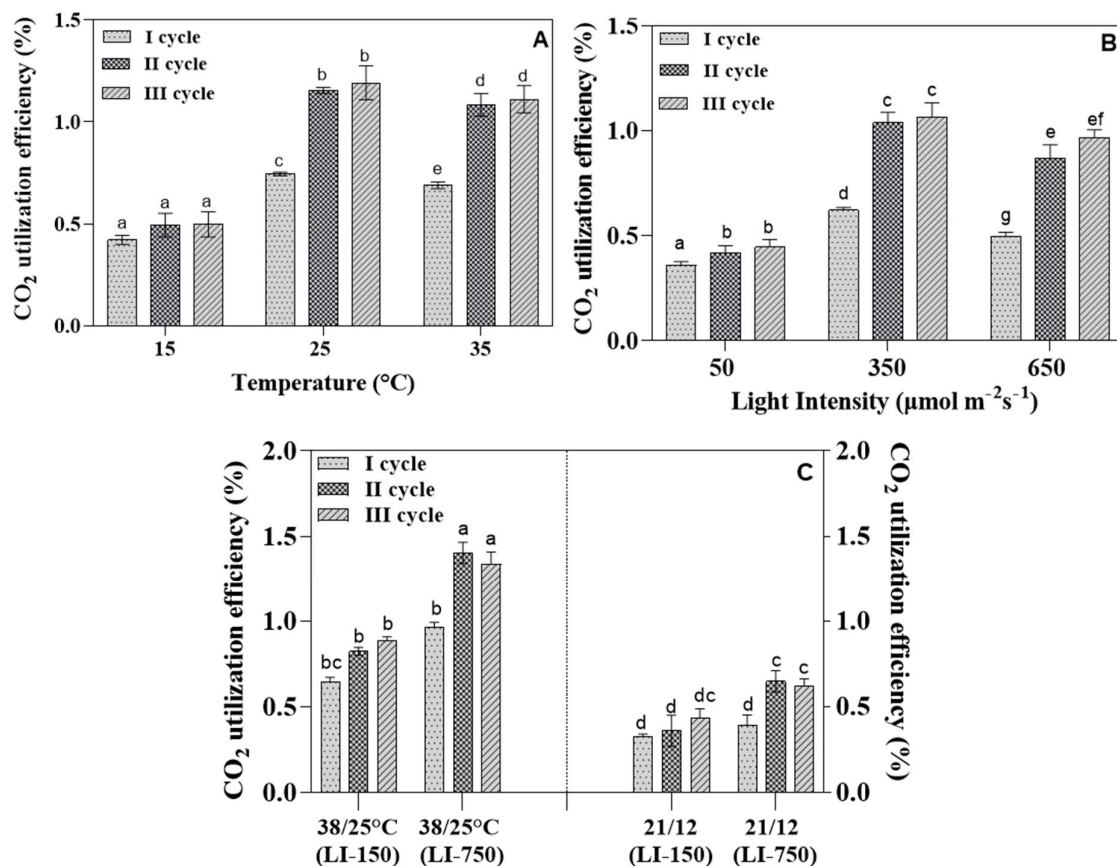 A
CO₂ utilization efficiency (%)
1.5
1.0
0.5
0.0
I cycle
II cycle
III cycle
a a a
c b b
e d d
15 25 35
Temperature (°C)
B
CO₂ utilization efficiency (%)
1.5
1.0
0.5
0.0
I cycle
II cycle
III cycle
a b b
d c c
g e ef
50 350 650
Light Intensity (μmol m⁻²s⁻¹)
C
CO₂ utilization efficiency (%)
2.0
1.5
1.0
0.5
0.0
I cycle
II cycle
III cycle
bc b b
b a a
d d dc
d c c
2.0
1.5
1.0
0.5
0.0
CO₂ utilization efficiency (%)
38/25°C 38/25°C 21/12 21/12
(LI-150) (LI-750) (LI-150) (LI-750)